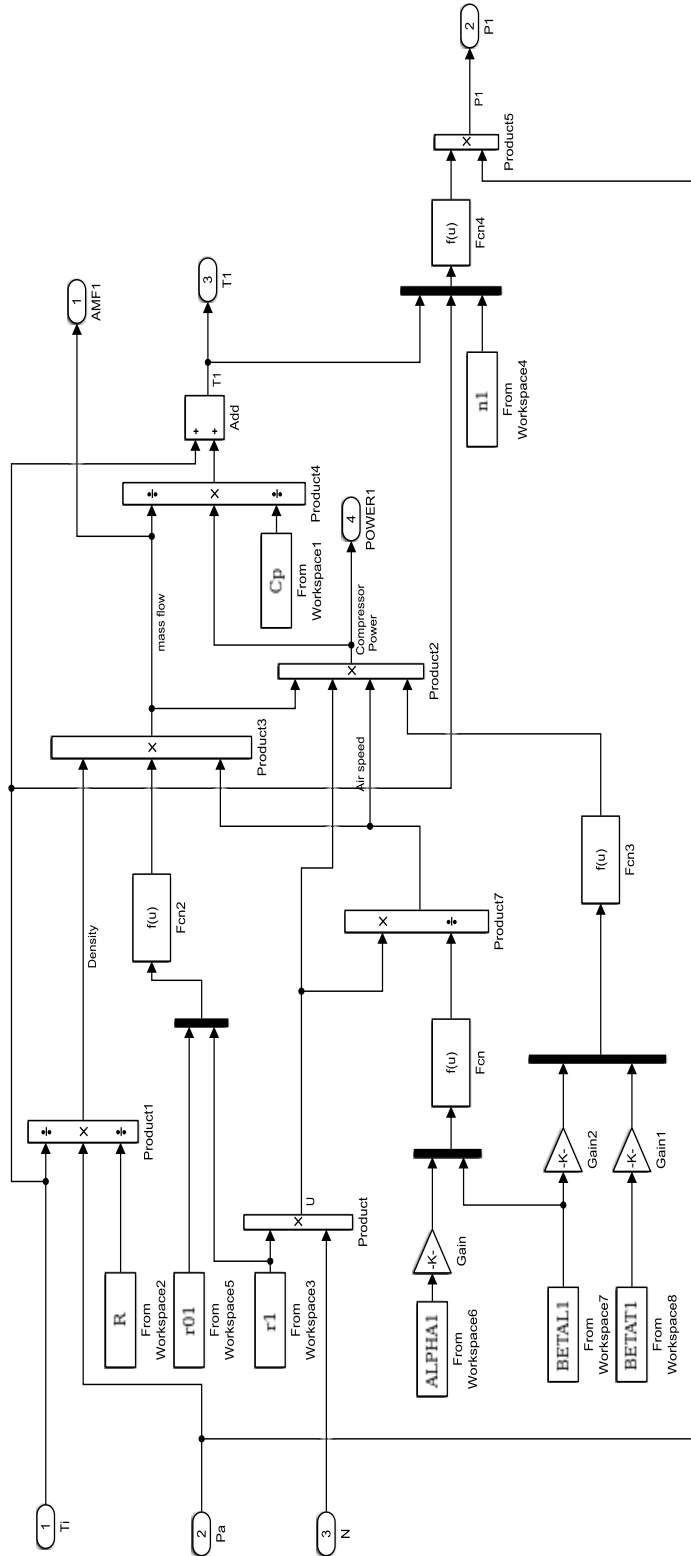 1
Ti
2
Pa
3
N
R
From
Workspace2
r01
From
Workspace5
r1
From
Workspace3
ALPHA1
From
Workspace6
BETAL1
From
Workspace7
BETAT1
From
Workspace8
÷
×
÷
Product1
×
Product
U
-K-
Gain
-K-
Gain2
-K-
Gain1
Density
f(u)
Fcn2
f(u)
Fcn
f(u)
Fcn3
×
÷
Product7
×
Product3
Air speed
×
Product2
mass flow
Compressor
Power
Cp
From
Workspace1
÷
×
÷
Product4
4
POWER1
+
+
Add
T1
1
AMF1
3
T1
n1
From
Workspace4
f(u)
Fcn4
×
Product5
P1
2
P1